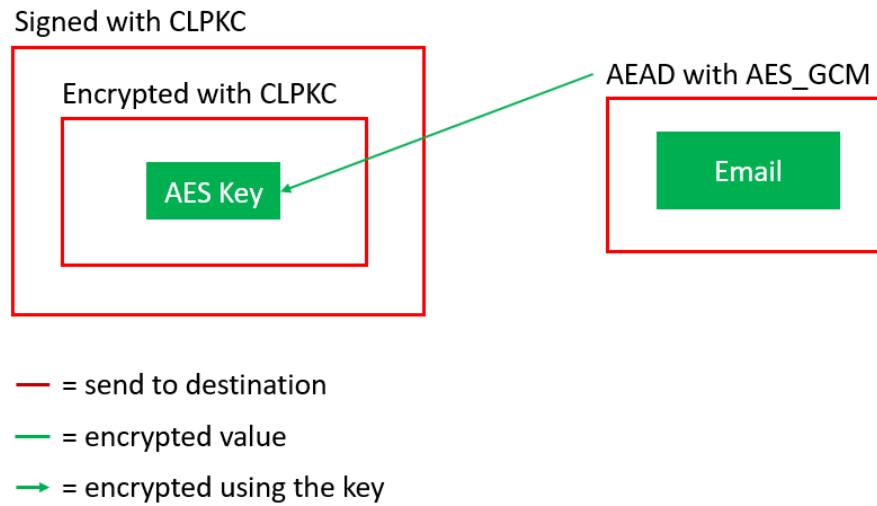 Signed with CLPKC
Encrypted with CLPKC
AES Key
AEAD with AES_GCM
Email
= send to destination
= encrypted value
= encrypted using the key